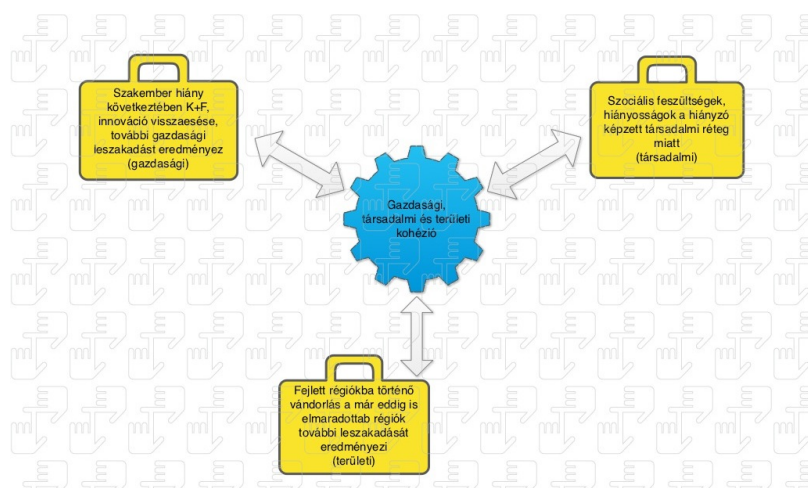 Szakember hiány
következtében K+F,
innováció visszaesése,
további gazdasági
leszakadást eredményez
(gazdasági)
Szociális feszültségek,
hiányosságok a hiányzó
képzett társadalmi réteg
miatt
(társadalmi)
Gazdasági,
társadalmi és területi
kohézió
Fejlett régiókba történő
vándorlás a már eddig is
elmaradottab régiók
további leszakadását
eredményezi
(területi)